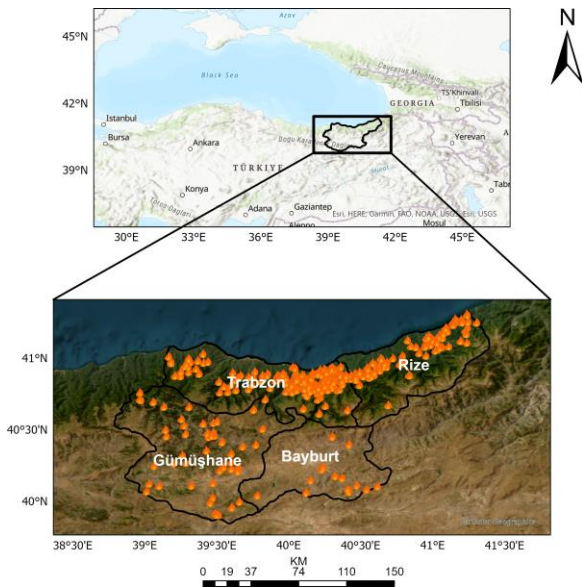 N
45°N
42°N
39°N
Azov
Black Sea
Caucasus Mountains
TS'Khinvali
GEORGIA
Tbilisi
Istanbul
Bursa
Ankara
Yerevan
TÜRKIYE
Konya
Adana
Gaziantep
Esri, HERE, Garmin, FAO, NOAA, USGS, Esri, USGS
Aleppo
Mosul
30°E 33°E 36°E 39°E 42°E 45°E
41°N
40°30'N
40°N
Rize
Trabzon
Gümüşhane
Bayburt
38°30'E 39°E 39°30'E 40°E 40°30'E 41°E 41°30'E
KM
0 19 37 74 110 150